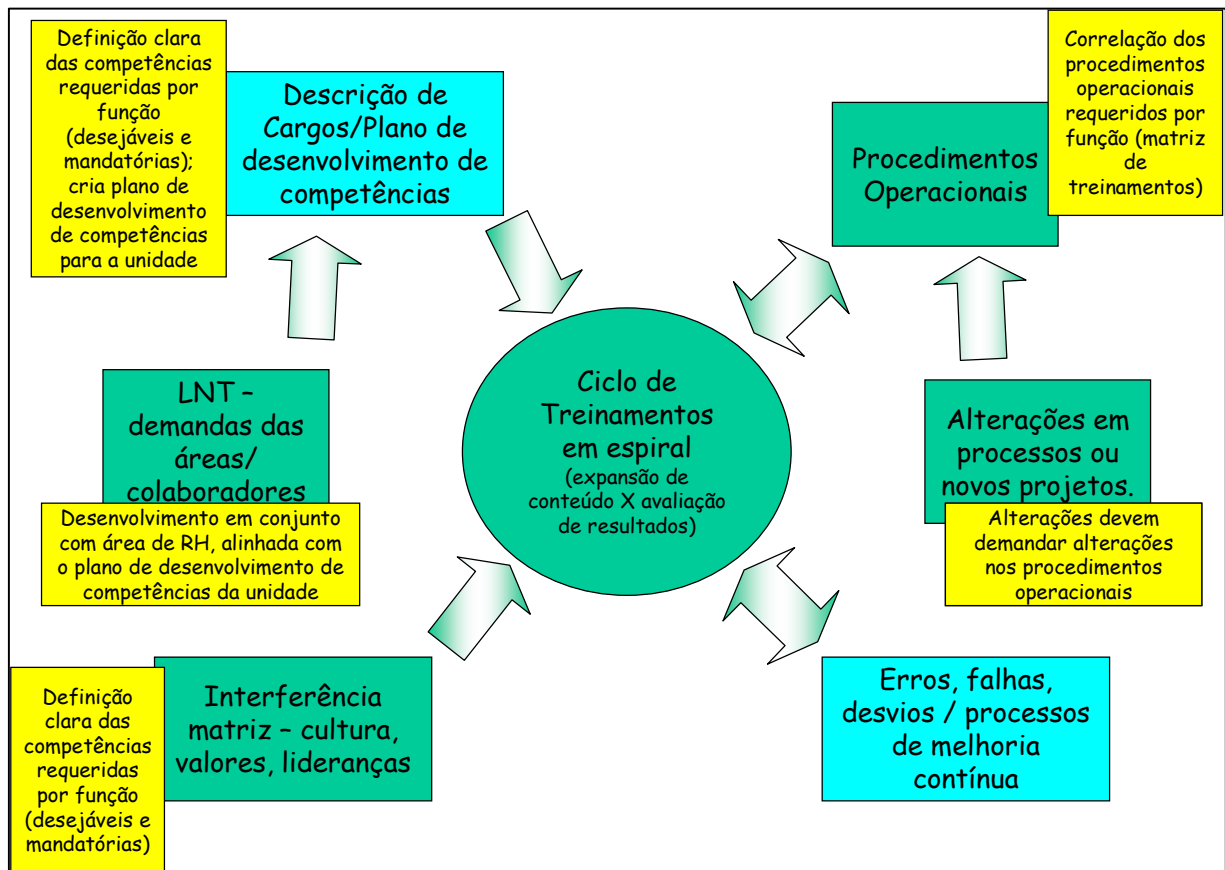 Definição clara
das competências
requeridas por
função
(desejáveis e
mandatórias);
cria plano de
desenvolvimento
de competências
para a unidade
Descrição de
Cargos/Plano de
desenvolvimento de
competências
Procedimentos
Operacionais
Correlação dos
procedimentos
operacionais
requeridos por
função (matriz
de
treinamentos)
LNT –
demandas das
áreas/
colaboradores
Desenvolvimento em conjunto
com área de RH, alinhada com
o plano de desenvolvimento de
competências da unidade
Ciclo de
Treinamentos
em espiral
(expansão de
conteúdo X avaliação
de resultados)
Alterações em
processos ou
novos projetos.
Alterações devem
demandar alterações
nos procedimentos
operacionais
Definição
clara das
competências
requeridas
por função
(desejáveis e
mandatórias)
Interferência
matriz – cultura,
valores, lideranças
Erros, falhas,
desvios / processos
de melhoria
contínua